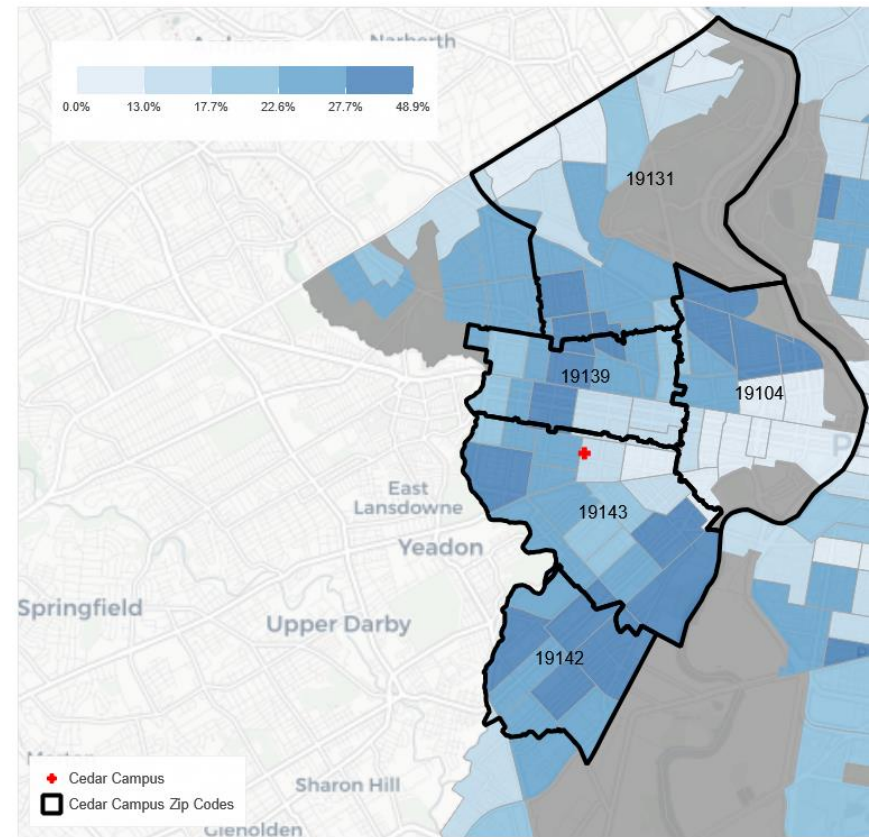 Narberth
0.0% 13.0% 17.7% 22.6% 27.7% 48.9%
19131
19139
19104
P
East
Lansdowne
19143
Yeadon
Springfield
Upper Darby
19142
Cedar Campus
Sharon Hill
Cedar Campus Zip Codes
Glenolden